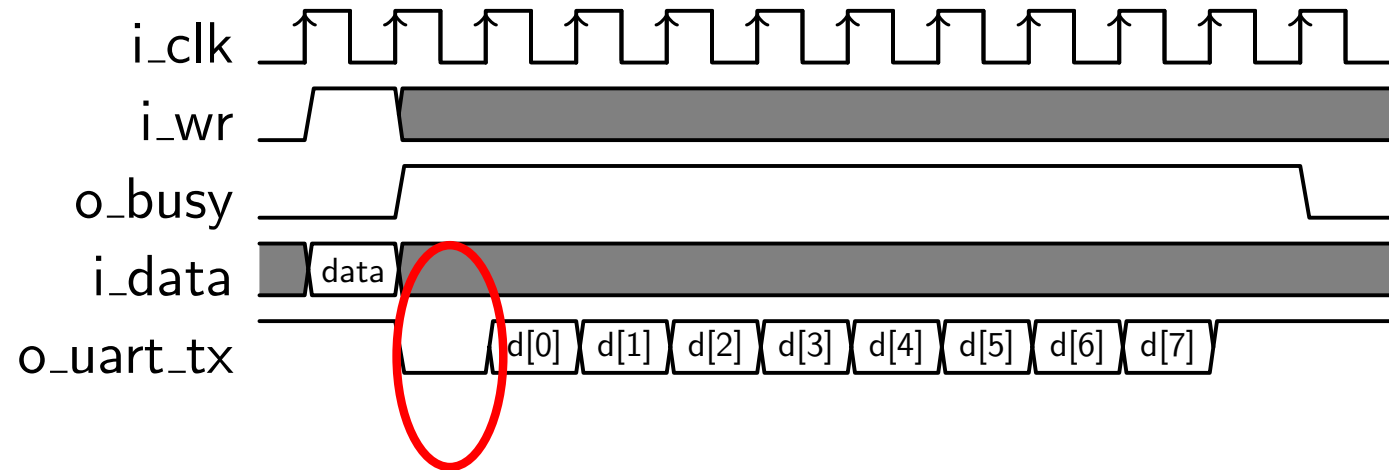 i_clk
i_wr
o_busy
i_data data
o_uart_tx d[0] d[1] d[2] d[3] d[4] d[5] d[6] d[7]